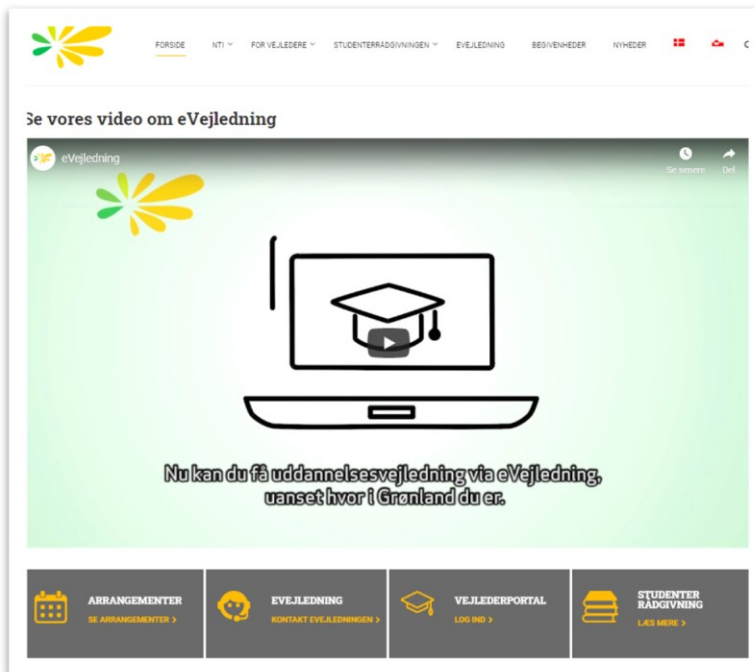 FORSIDE NTI FOR VEJLEDERE STUDENTERRÅDGIVNINGEN EVEJLEDNING BEGIVENHEDER NYHEDER
Se vores video om eVejledning
eVejledning
Se senere Del
Nu kan du få uddannelsesvejledning via eVejledning,
uanset hvor i Grønland du er.
ARRANGEMENTER
SE ARRANGEMENTER >
EVEJLEDNING
KONTAKT EVEJLEDNINGEN >
VEJLEDERPORTAL
LOG IND >
STUDENTER
RÅDGIVNING
LÆS MERE >